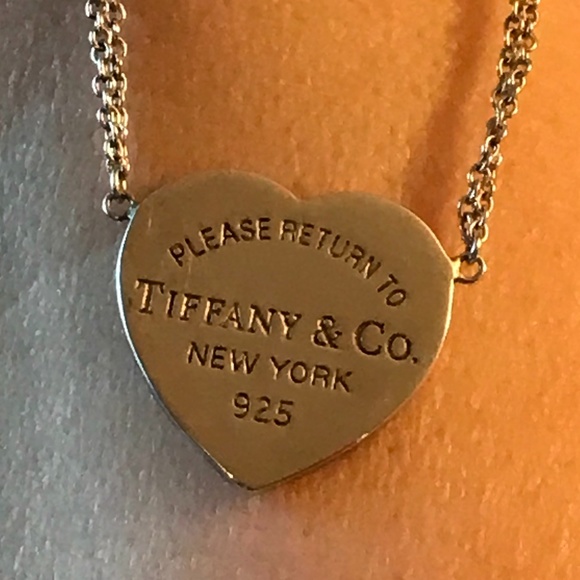 PLEASE RETURN TO
TIFFANY & CO.
NEW YORK
925